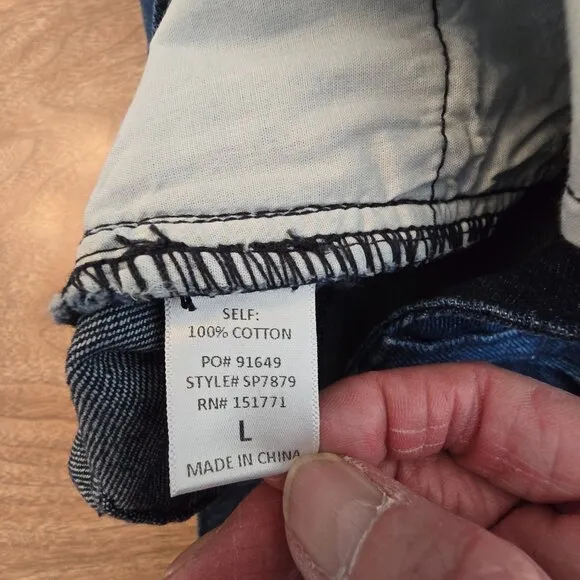 SELF:
100% COTTON
PO# 91649
STYLE# SP7879
RN# 151771
L
MADE IN CHINA